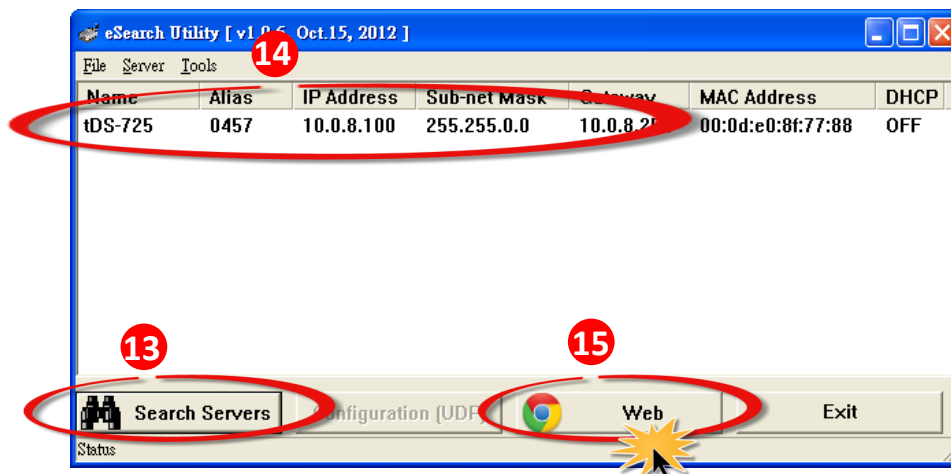 eSearch Utility [ v1.0.6, Oct.15, 2012 ]
14
File Server Tools
Name Alias IP Address Sub-net Mask Gateway MAC Address DHCP
tDS-725 0457 10.0.8.100 255.255.0.0 00:0d:e0:8f:77:88 OFF
13
15
Search Servers Configuration (UDP) Web Exit
Status